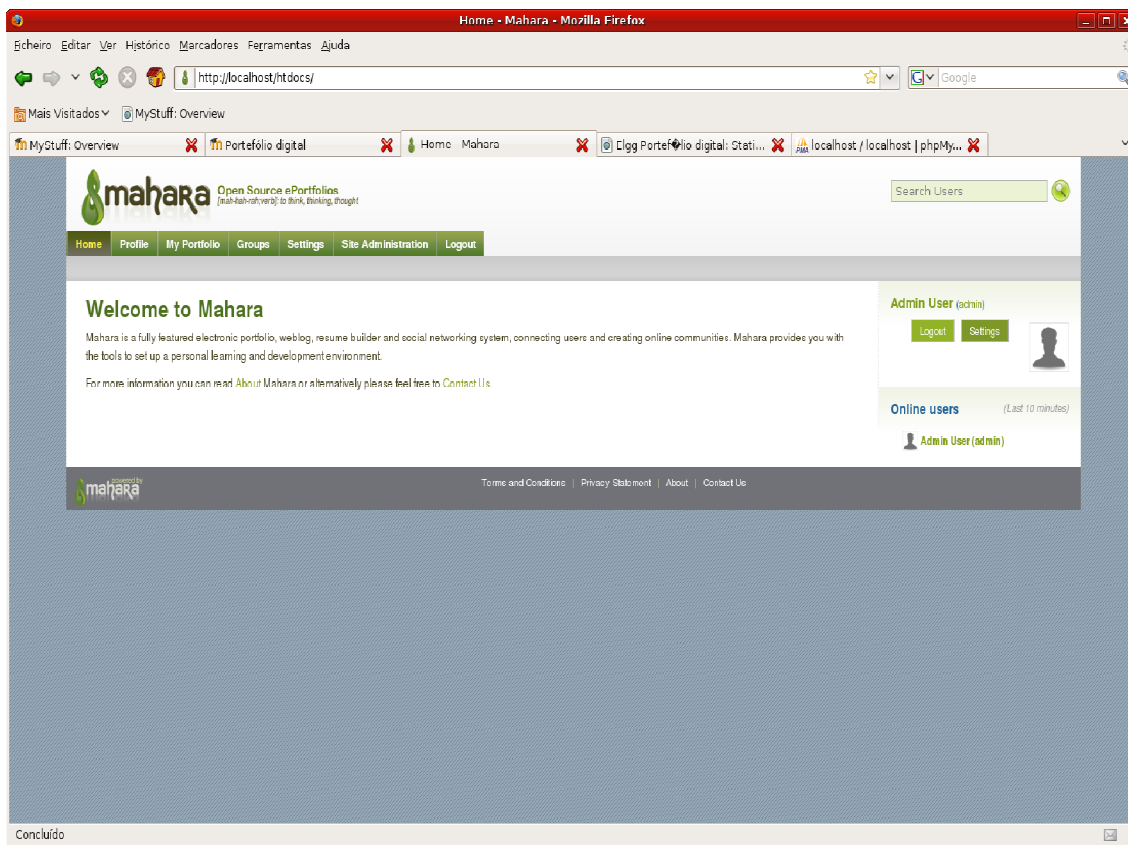 Home - Mahara - Mozilla Firefox
Ficheiro Editar Ver Histórico Marcadores Ferramentas Ajuda
http://localhost/htdocs/ Google
Mais Visitados MyStuff: Overview
MyStuff: Overview Portefólio digital Home Mahara Elgg Portef�lio digital: Stati... localhost / localhost | phpMy...
mahara Open Source ePortfolios
[mah-hah-rah;verb]: to think, thinking, thought
Search Users
Home Profile My Portfolio Groups Settings Site Administration Logout
Welcome to Mahara
Mahara is a fully featured electronic portfolio, weblog, resume builder and social networking system, connecting users and creating online communities. Mahara provides you with
the tools to set up a personal learning and development environment.
For more information you can read About Mahara or alternatively please feel free to Contact Us
Admin User (admin)
Logout Settings
Online users (Last 10 minutes)
Admin User (admin)
powered by
mahara
Terms and Conditions | Privacy Statement | About | Contact Us
Concluído